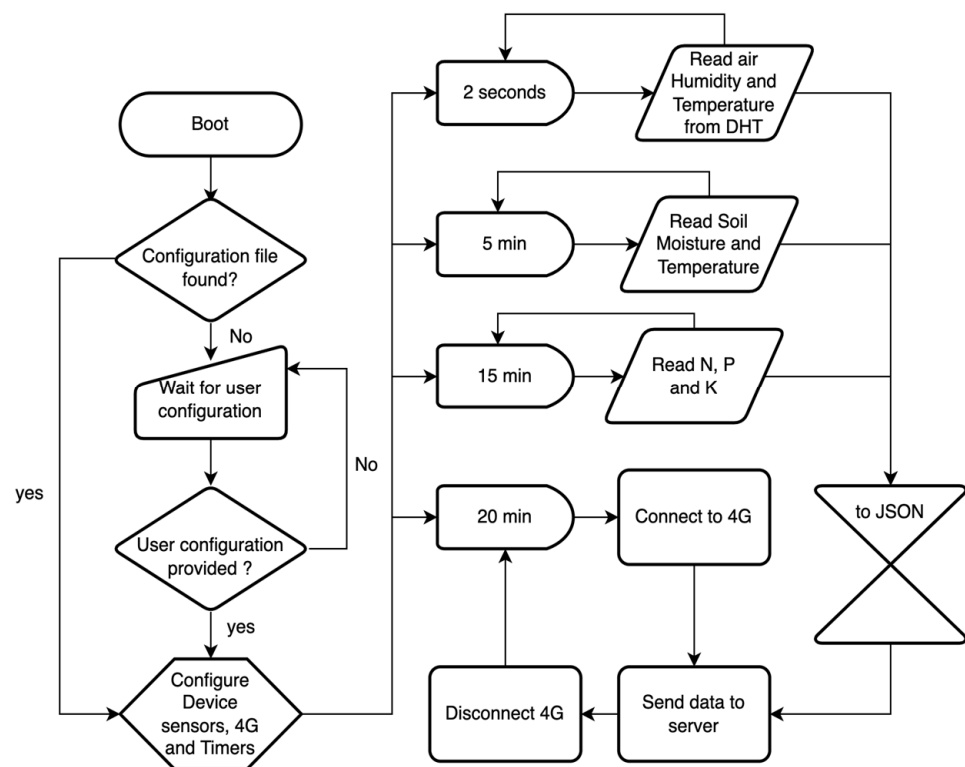 Boot
Configuration file
found?
No
Wait for user
configuration
No
yes
User configuration
provided ?
yes
Configure
Device
sensors, 4G
and Timers
2 seconds
Read air
Humidity and
Temperature
from DHT
5 min
Read Soil
Moisture and
Temperature
15 min
Read N, P
and K
20 min
Connect to 4G
to JSON
Disconnect 4G
Send data to
server